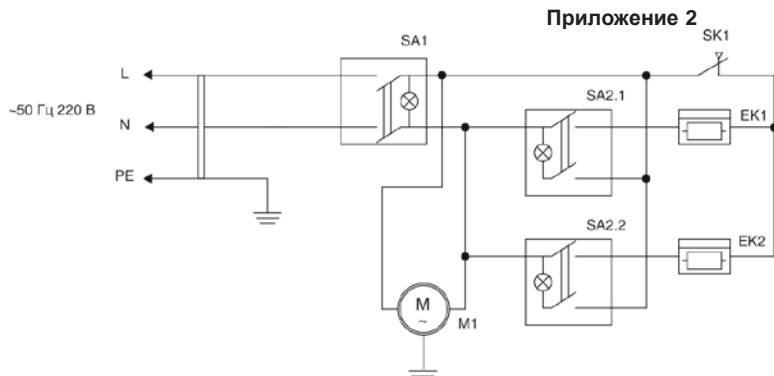 Приложение 2
SA1
SK1
L
~50 Гц 220 В
SA2.1
EK1
N
PE
SA2.2
EK2
M
~
M1